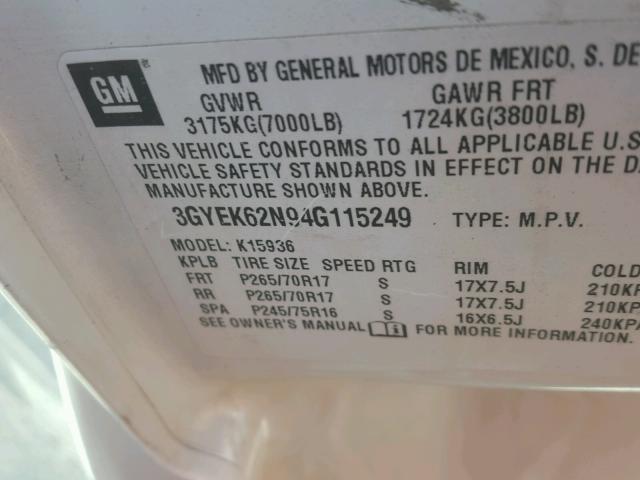 GM
MFD BY GENERAL MOTORS DE MEXICO, S. DE
GVWR GAWR FRT
3175KG(7000LB) 1724KG(3800LB)
THIS VEHICLE CONFORMS TO ALL APPLICABLE U.S
VEHICLE SAFETY STANDARDS IN EFFECT ON THE DA
MANUFACTURE SHOWN ABOVE.
3GYEK62N94G115249 TYPE: M.P.V.
MODEL: K15936
KPLB TIRE SIZE SPEED RTG RIM COLD
FRT P265/70R17 S 17X7.5J 210KP
RR P265/70R17 S 17X7.5J 210KP
SPA P245/75R16 S 16X6.5J 240KPA
SEE OWNER'S MANUAL FOR MORE INFORMATION.